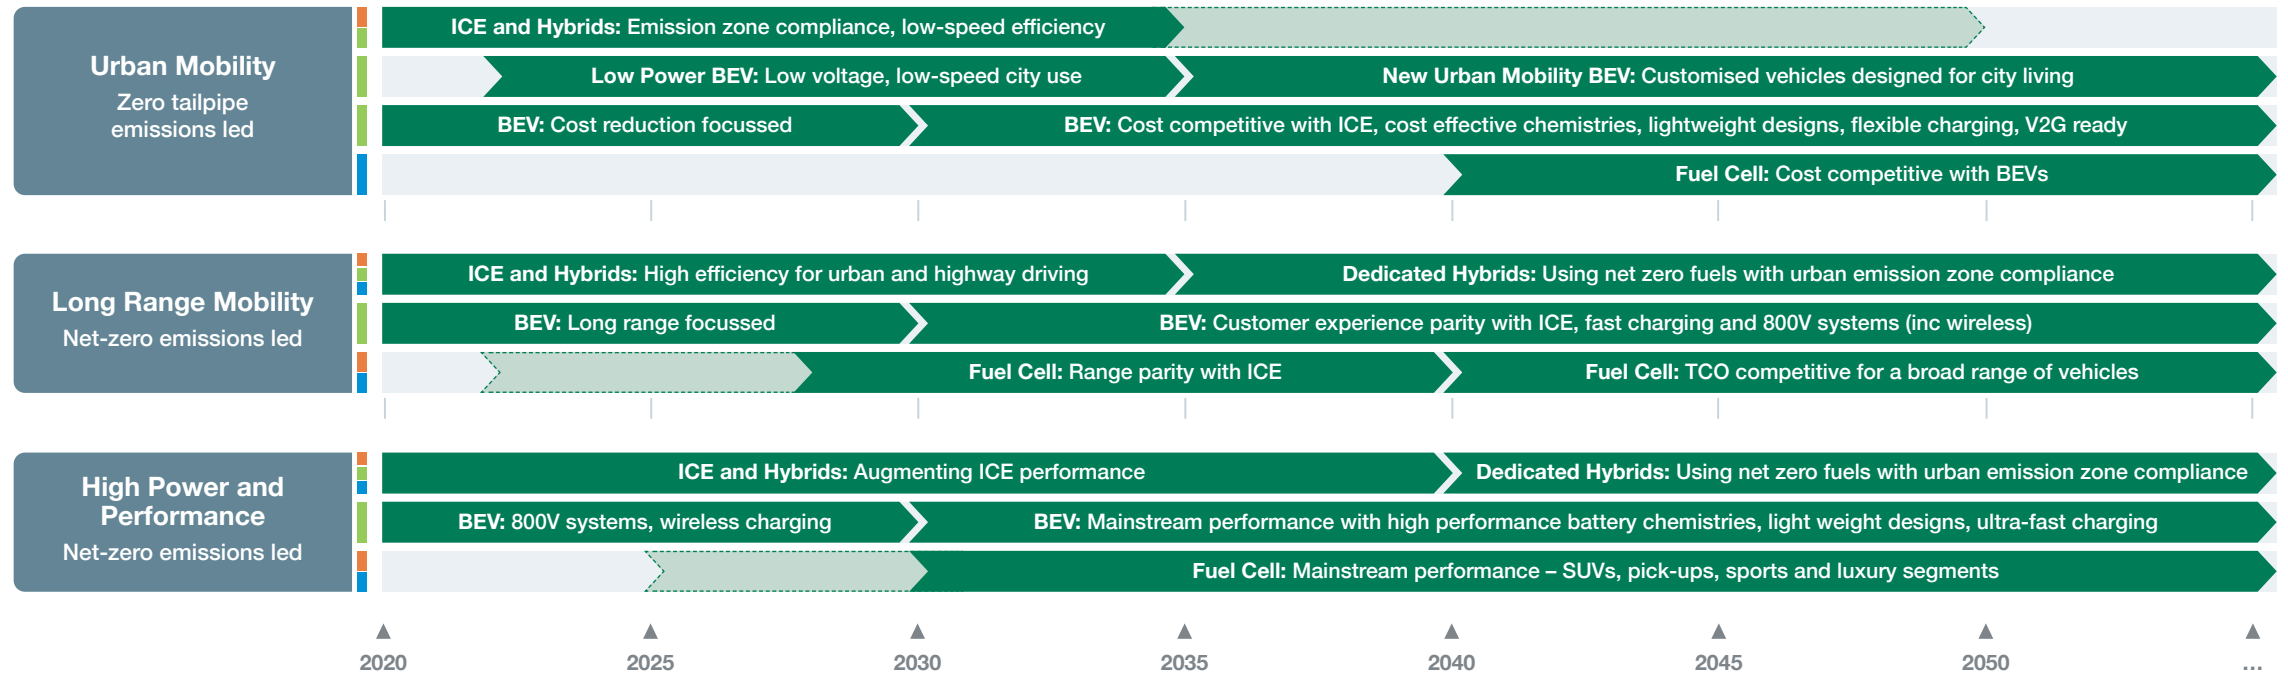 Urban Mobility
Zero tailpipe
emissions led
ICE and Hybrids: Emission zone compliance, low-speed efficiency
Low Power BEV: Low voltage, low-speed city use
New Urban Mobility BEV: Customised vehicles designed for city living
BEV: Cost reduction focussed
BEV: Cost competitive with ICE, cost effective chemistries, lightweight designs, flexible charging, V2G ready
Fuel Cell: Cost competitive with BEVs
Long Range Mobility
Net-zero emissions led
ICE and Hybrids: High efficiency for urban and highway driving
Dedicated Hybrids: Using net zero fuels with urban emission zone compliance
BEV: Long range focussed
BEV: Customer experience parity with ICE, fast charging and 800V systems (inc wireless)
Fuel Cell: Range parity with ICE
Fuel Cell: TCO competitive for a broad range of vehicles
High Power and
Performance
Net-zero emissions led
ICE and Hybrids: Augmenting ICE performance
Dedicated Hybrids: Using net zero fuels with urban emission zone compliance
BEV: 800V systems, wireless charging
BEV: Mainstream performance with high performance battery chemistries, light weight designs, ultra-fast charging
Fuel Cell: Mainstream performance – SUVs, pick-ups, sports and luxury segments
2020
2025
2030
2035
2040
2045
2050
...